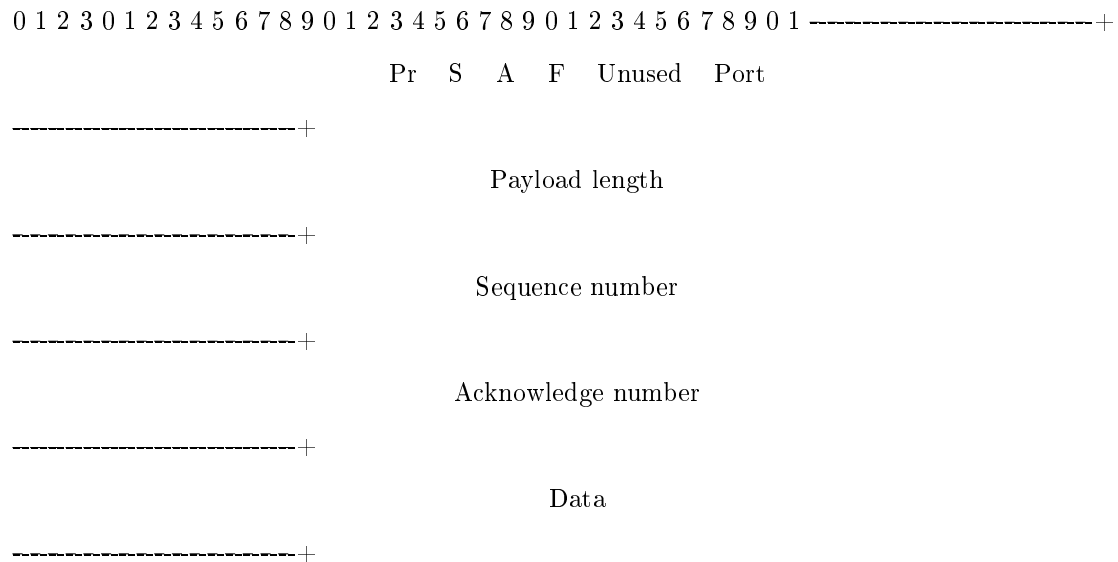 0 1 2 3 0 1 2 3 4 5 6 7 8 9 0 1 2 3 4 5 6 7 8 9 0 1 2 3 4 5 6 7 8 9 0 1 --------------------------------+
Pr S A F Unused Port
--------------------------------+
Payload length
--------------------------------+
Sequence number
--------------------------------+
Acknowledge number
--------------------------------+
Data
--------------------------------+